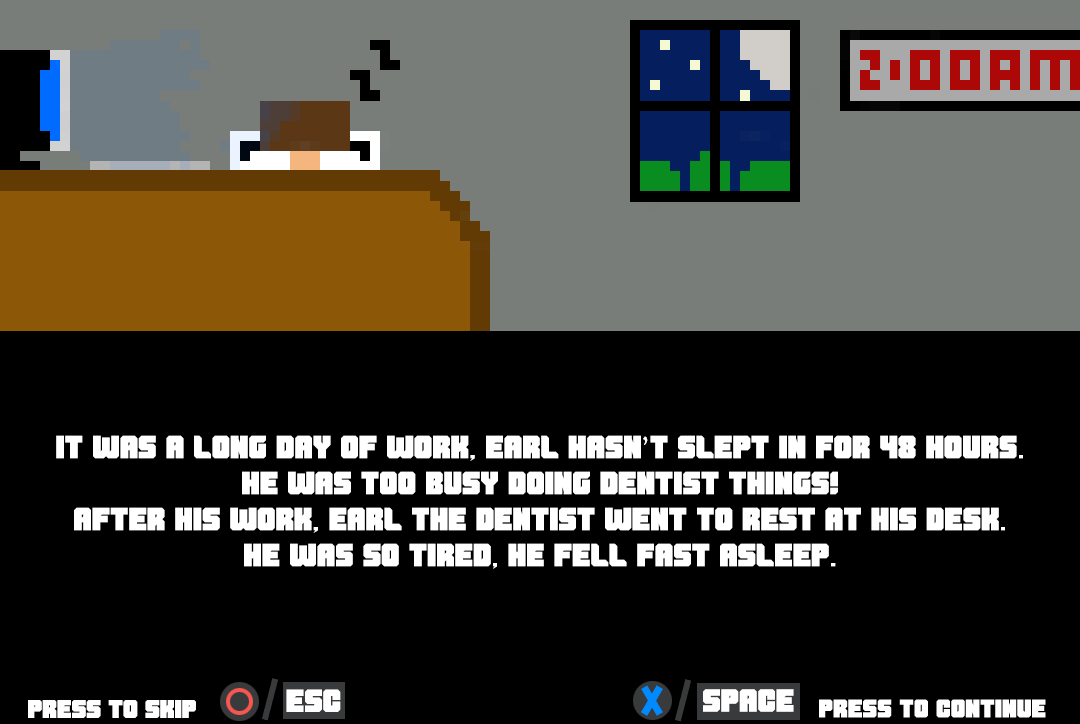 2:00AM
IT WAS A LONG DAY OF WORK, EARL HASN'T SLEPT IN FOR 48 HOURS.
HE WAS TOO BUSY DOING DENTIST THINGS!
AFTER HIS WORK, EARL THE DENTIST WENT TO REST AT HIS DESK.
HE WAS SO TIRED, HE FELL FAST ASLEEP.
PRESS TO SKIP O/ESC X/SPACE PRESS TO CONTINUE